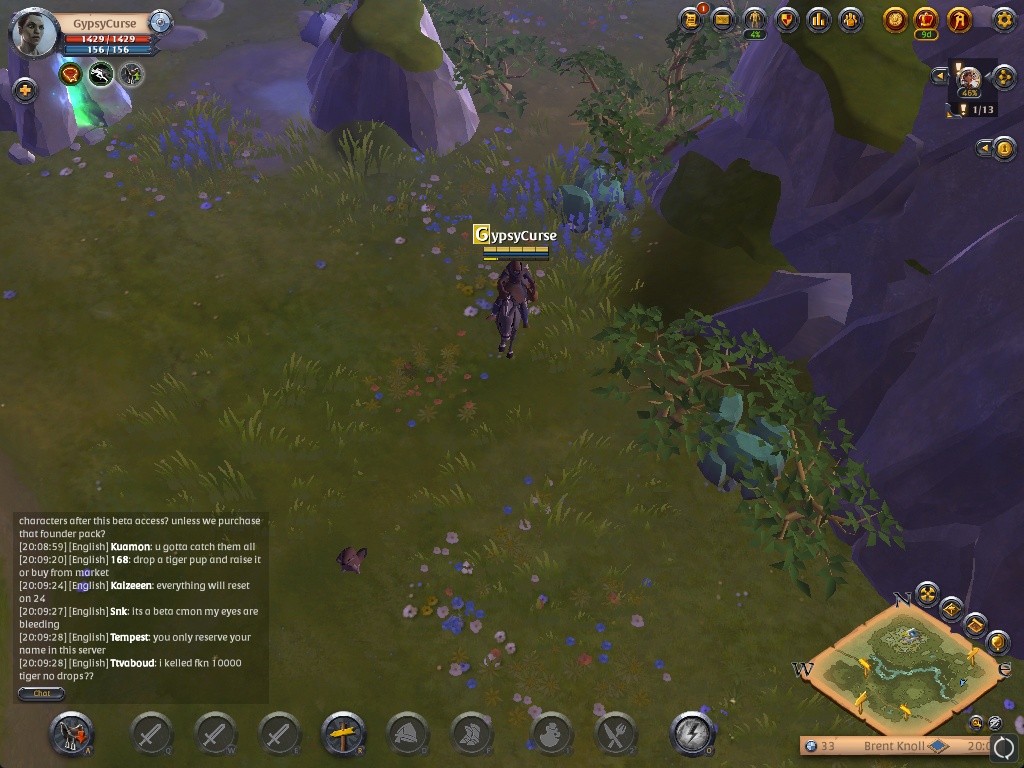 GypsyCurse
1429 / 1429
156 / 156
1
4%
9d
46%
1/13
GypsyCurse
characters after this beta access? unless we purchase
that founder pack?
[20:08:59] [English] Kuamon: u gotta catch them all
[20:09:20] [English] 168: drop a tiger pup and raise it
or buy from market
[20:09:24] [English] Kalzeeen: everything will reset
on 24
[20:09:27] [English] Snk: its a beta cmon my eyes are
bleeding
[20:09:28] [English] Tempest: you only reserve your
name in this server
[20:09:28] [English] Ttvaboud: i kelled fkn 10000
tiger no drops??
Chat
N
W
E
A
Q
W
E
R
D
F
33
Brent Knoll